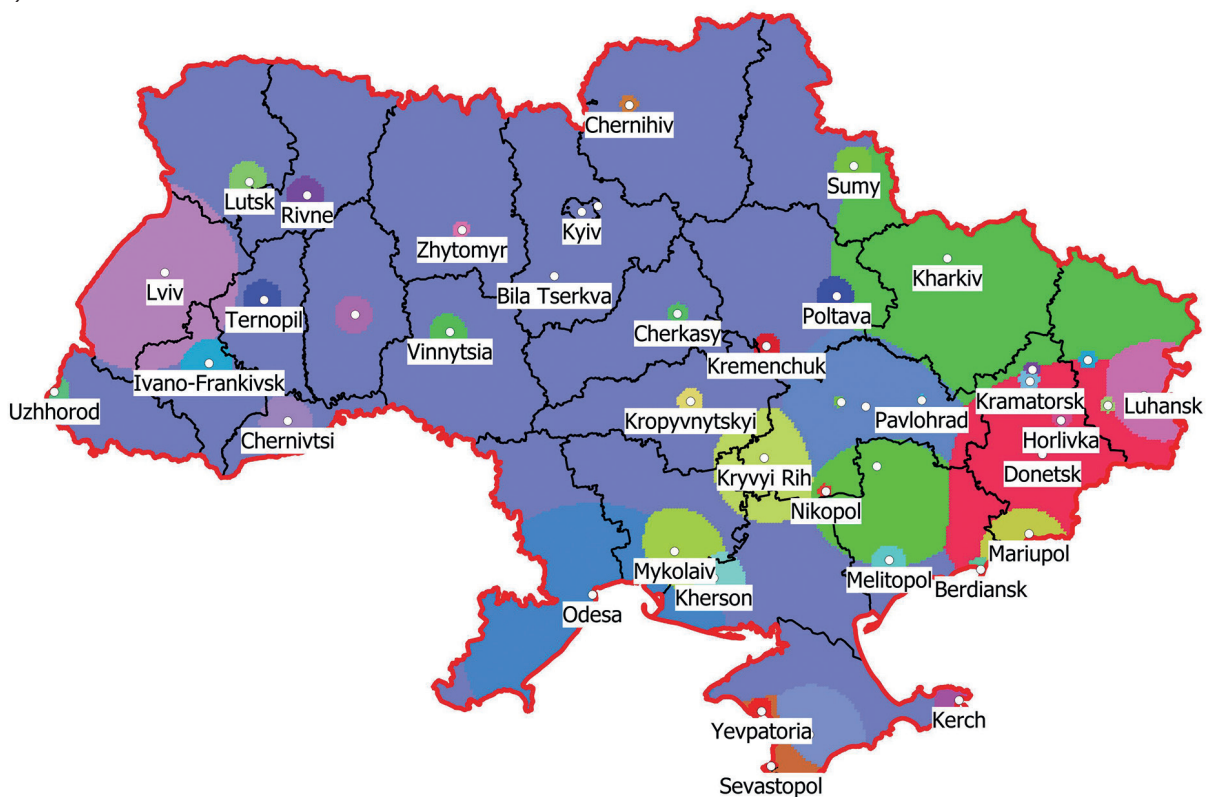 Chernihiv
Sumy
Lutsk
Rivne
Kyiv
Zhytomyr
Kharkiv
Lviv
Bila Tserkva
Ternopil
Poltava
Cherkasy
Vinnytsia
Kremenchuk
Ivano-Frankivsk
Kramatorsk
Luhansk
Uzhhorod
Kropyvnytskyi
Pavlohrad
Chernivtsi
Horlivka
Kryvyi Rih
Donetsk
Nikopol
Mariupol
Mykolaiv
Melitopol
Berdiansk
Kherson
Odesa
Kerch
Yevpatoria
Sevastopol